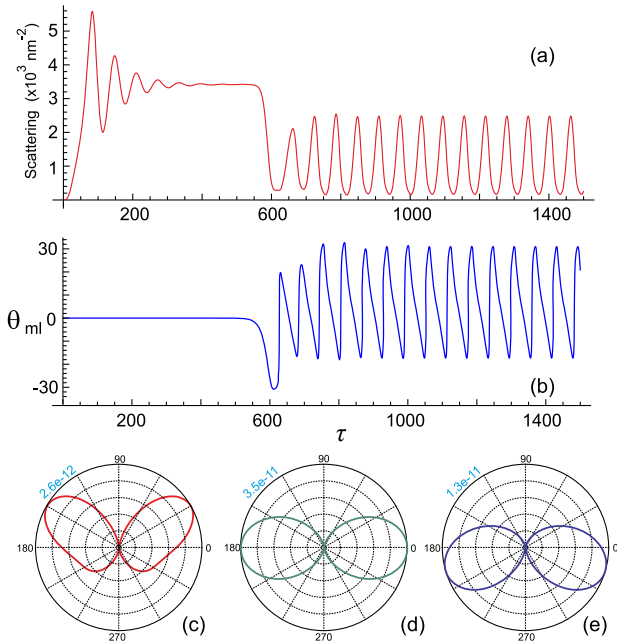 5
4
3
2
1
Scattering (x10³ nm⁻²)
(a)
200 600 1000 1400
30
0
-30
θ ml
(b)
200 600 1000 1400
τ
2.6e-12 90 180 0 270 (c)
3.5e-11 90 180 0 270 (d)
1.3e-11 90 180 0 270 (e)